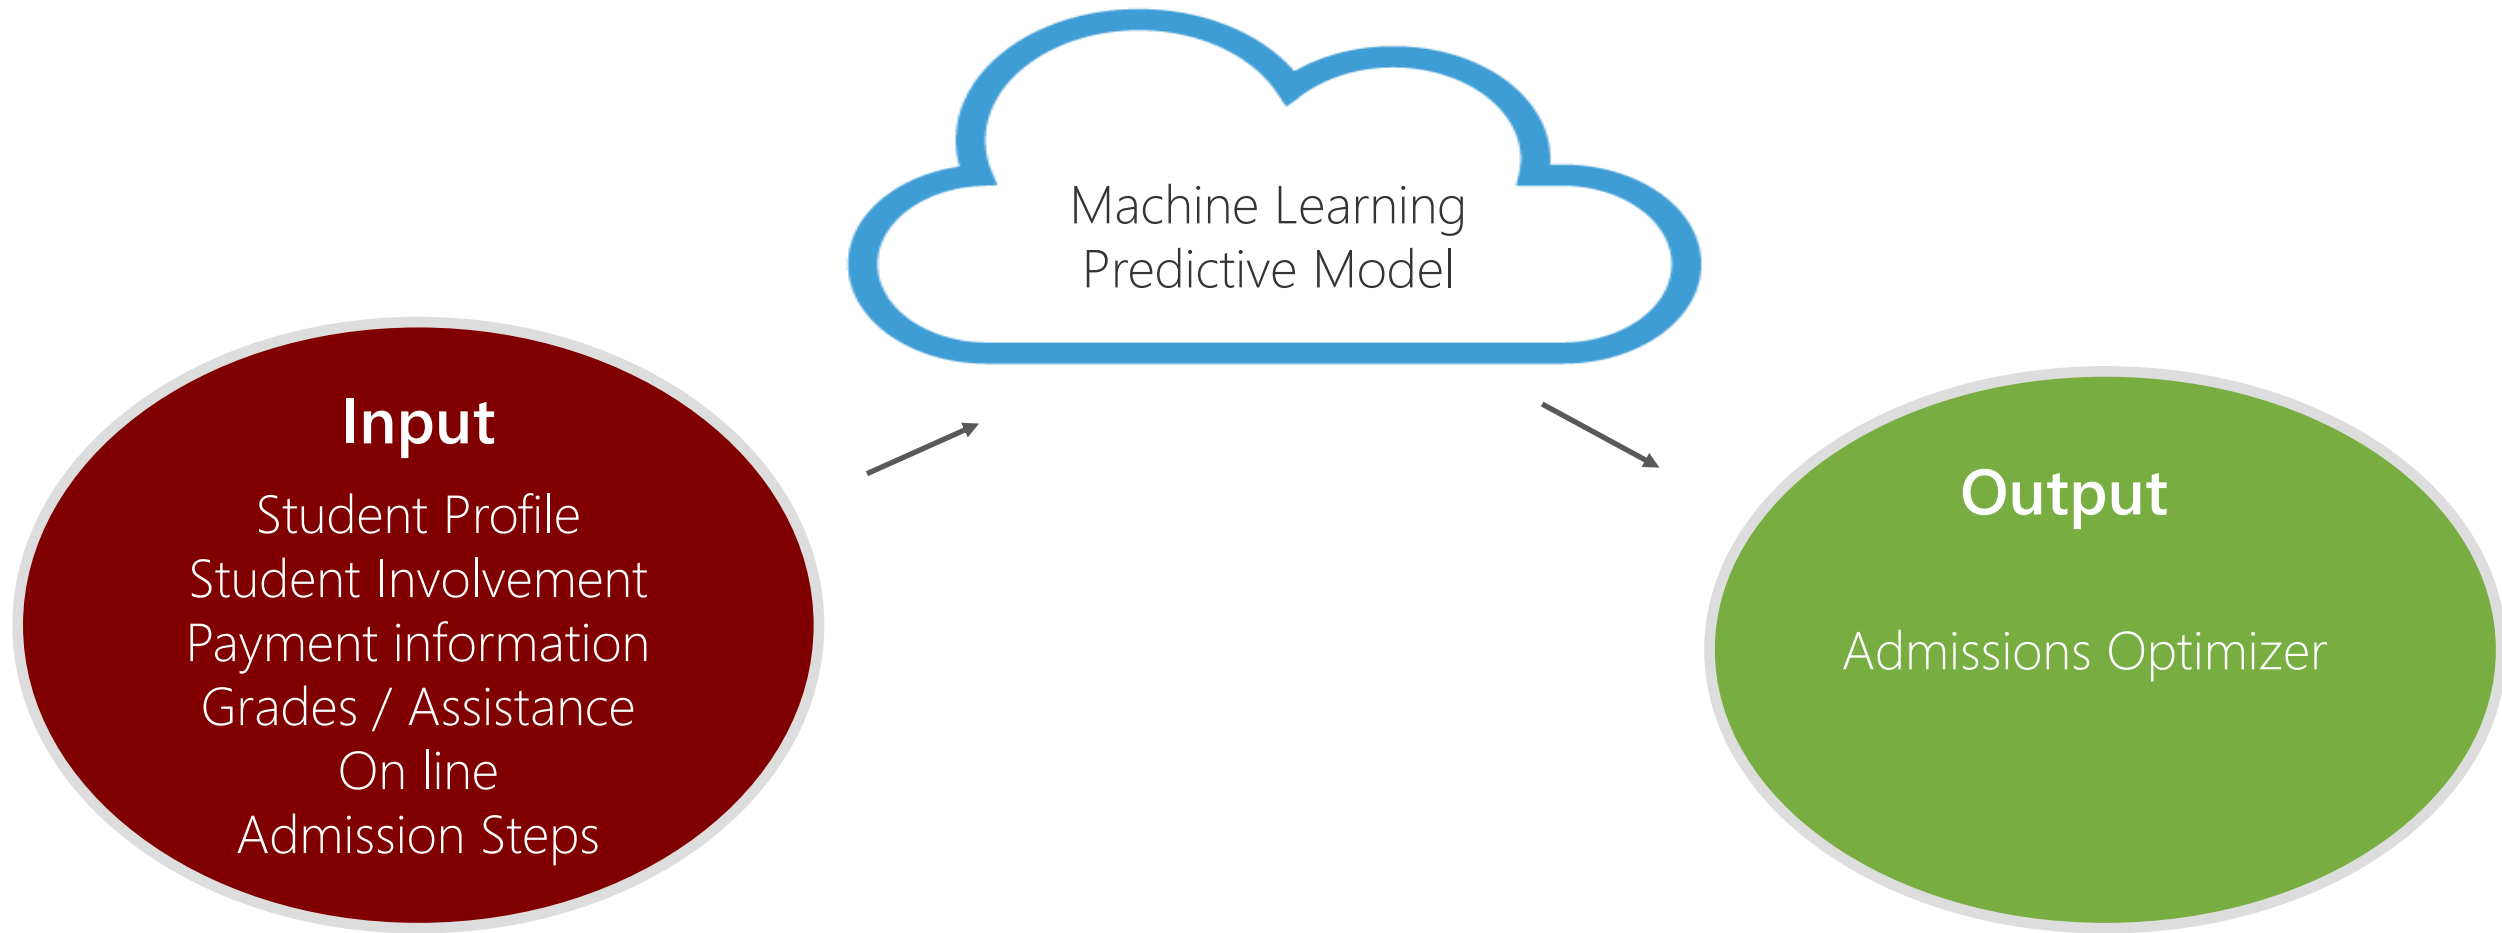 Machine Learning
Predictive Model
Input
Student Profile
Student Involvement
Payment information
Grades / Assistance
On line
Admission Steps
Output
Admissions Optimizer